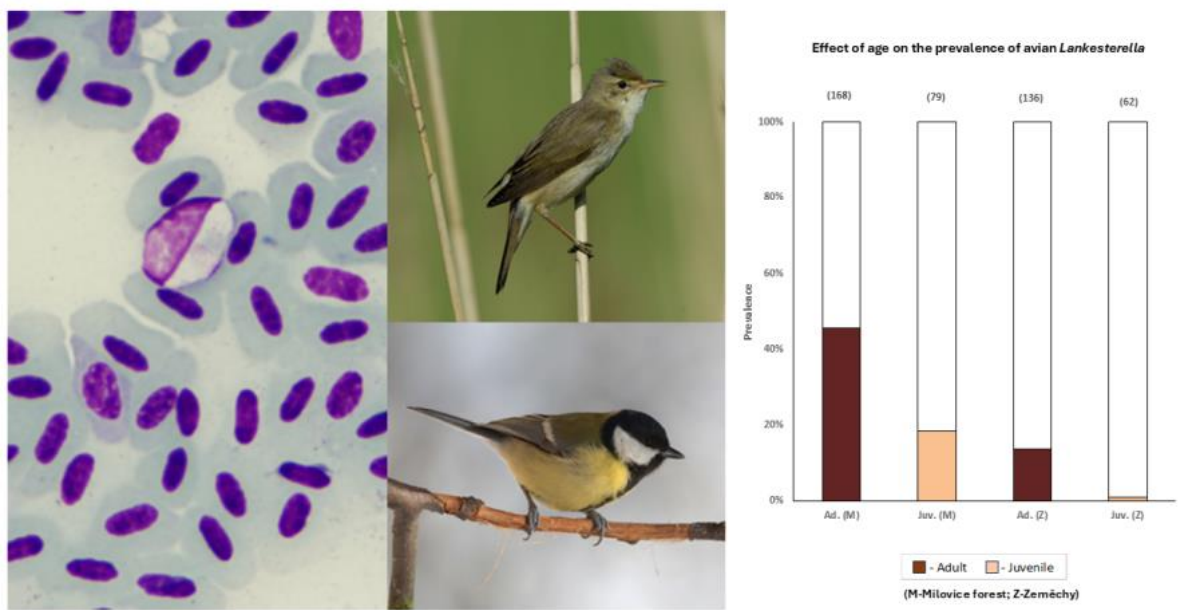 Effect of age on the prevalence of avian Lankesterella
(168) (79) (136) (62)
100%
80%
60%
40%
20%
0%
Prevalence
Ad. (M) Juv. (M) Ad. (Z) Juv. (Z)
- Adult - Juvenile
(M-Milovice forest; Z-Zeměchy)